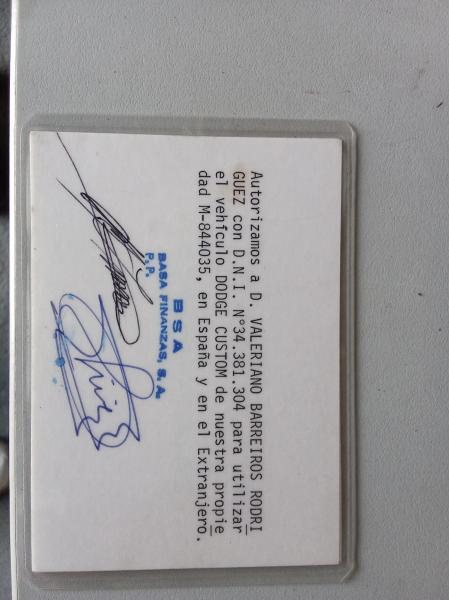 Autorizamos a D. VALERIANO BARREIROS RODRI
GUEZ con D.N.I. Nº34.381.304 para utilizar
el vehículo DODGE CUSTOM de nuestra propie
dad M-844035, en España y en el Extranjero.
B S A
BASA FINANZAS, S. A.
P. P.